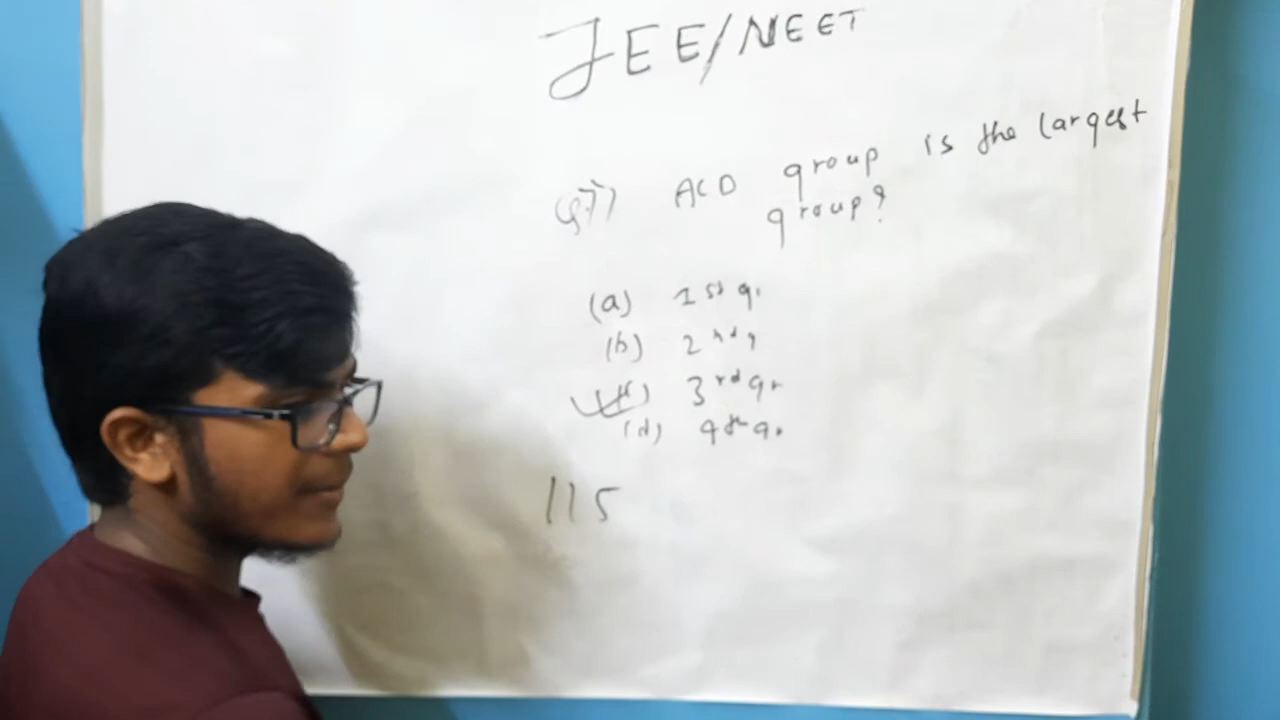 JEE/NEET
Q7) ACD group is the largest
group?
(a) 1st g.
(b) 2nd g
(c) 3rd gr
(d) 4th g.
115